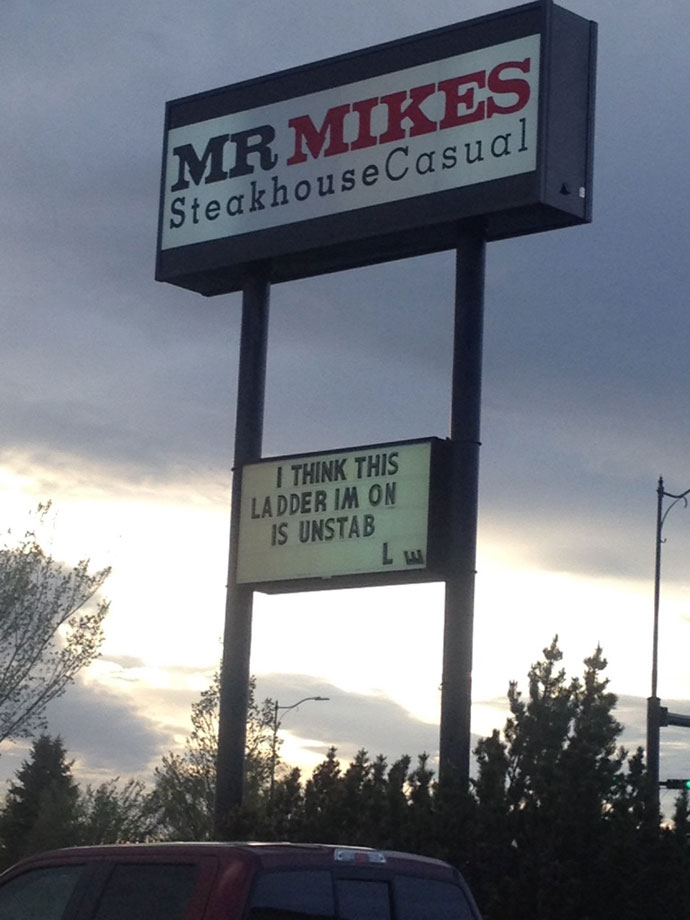 MR MIKES
SteakhouseCasual
I THINK THIS
LADDER IM ON
IS UNSTAB
L E